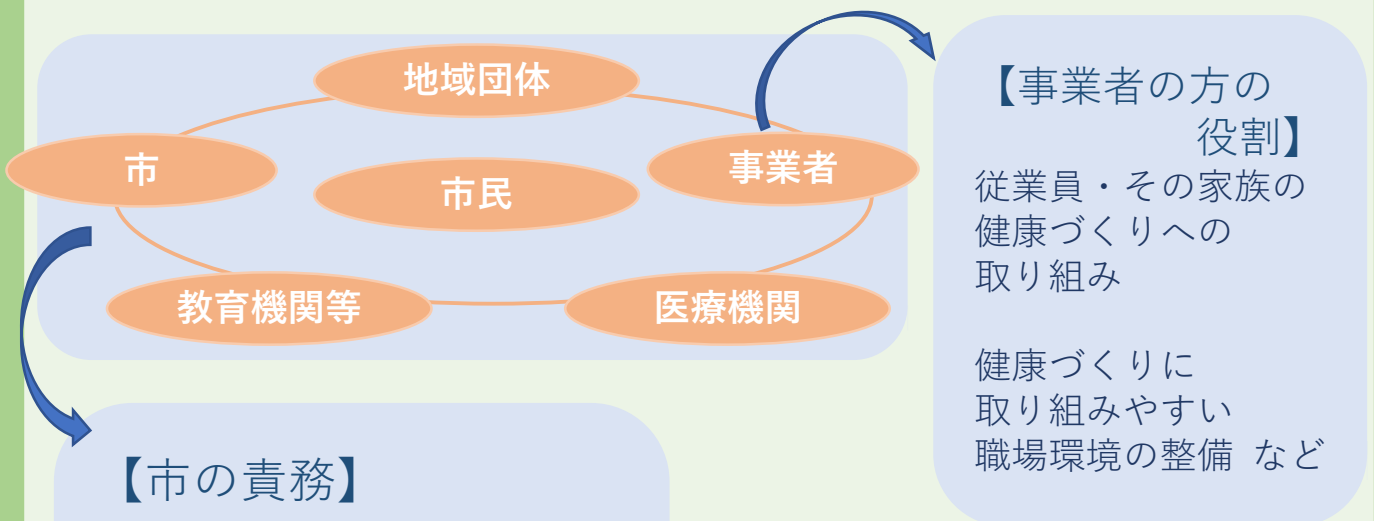 地域団体
市
市民
事業者
教育機関等
医療機関
【事業者の方の
役割】
従業員・その家族の
健康づくりへの
取り組み
健康づくりに
取り組みやすい
職場環境の整備 など
【市の責務】